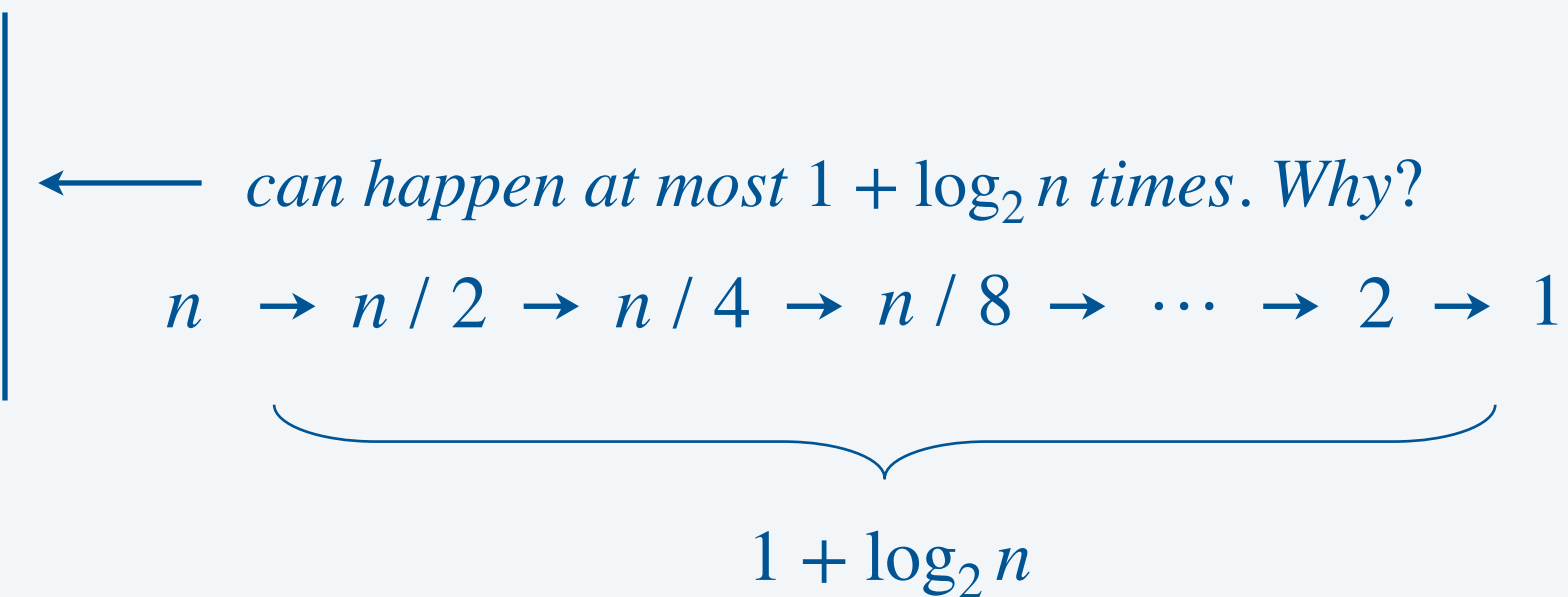 ← can happen at most 1 + log₂ n times. Why?
n → n / 2 → n / 4 → n / 8 → ⋯ → 2 → 1
1 + log₂ n